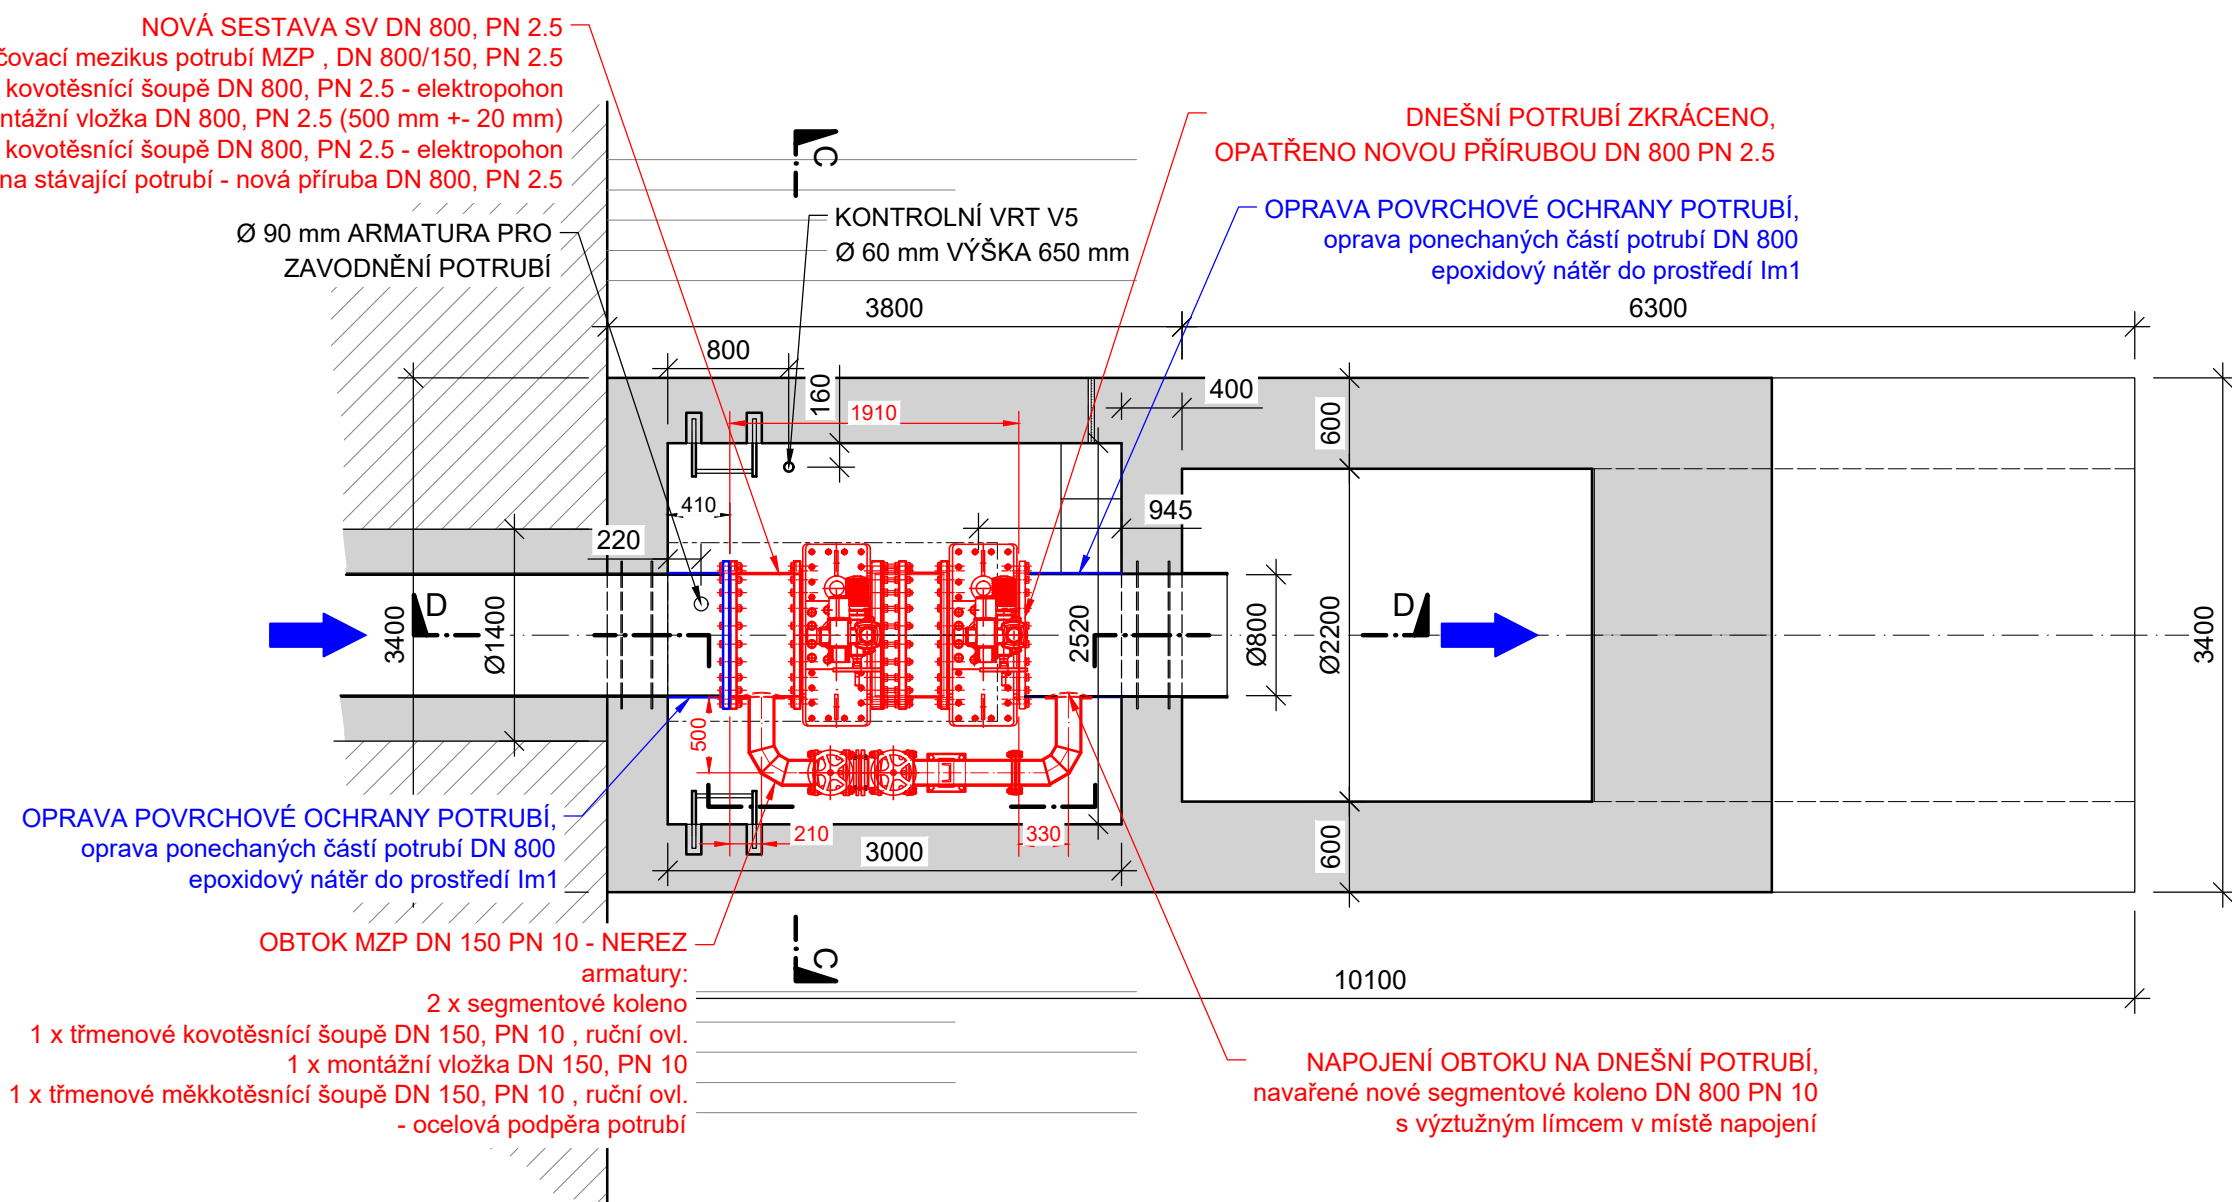 NOVÁ SESTAVA SV DN 800, PN 2.5
mezikus potrubí MZP , DN 800/150, PN 2.5
kovotěsnící šoupě DN 800, PN 2.5 - elektropohon
vložka DN 800, PN 2.5 (500 mm +- 20 mm)
kovotěsnící šoupě DN 800, PN 2.5 - elektropohon
na stávající potrubí - nová příruba DN 800, PN 2.5
Ø 90 mm ARMATURA PRO
ZAVODNĚNÍ POTRUBÍ
C
KONTROLNÍ VRT V5
Ø 60 mm VÝŠKA 650 mm
DNEŠNÍ POTRUBÍ ZKRÁCENO,
OPATŘENO NOVOU PŘÍRUBOU DN 800 PN 2.5
OPRAVA POVRCHOVÉ OCHRANY POTRUBÍ,
oprava ponechaných částí potrubí DN 800
epoxidový nátěr do prostředí Im1
3800
6300
800
160
1910
400
600
410
945
220
3400
D
Ø1400
2520
Ø800
Ø2200
D
3400
500
210
330
3000
600
OPRAVA POVRCHOVÉ OCHRANY POTRUBÍ,
oprava ponechaných částí potrubí DN 800
epoxidový nátěr do prostředí Im1
OBTOK MZP DN 150 PN 10 - NEREZ
armatury:
2 x segmentové koleno
1 x třmenové kovotěsnící šoupě DN 150, PN 10 , ruční ovl.
1 x montážní vložka DN 150, PN 10
1 x třmenové měkkotěsnící šoupě DN 150, PN 10 , ruční ovl.
- ocelová podpěra potrubí
C
10100
NAPOJENÍ OBTOKU NA DNEŠNÍ POTRUBÍ,
navařené nové segmentové koleno DN 800 PN 10
s výztužným límcem v místě napojení